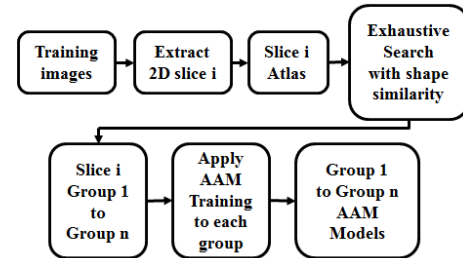 Training
images
Extract
2D slice i
Slice i
Atlas
Exhaustive
Search
with shape
similarity
Slice i
Group 1
to
Group n
Apply
AAM
Training
to each
group
Group 1
to Group n
AAM
Models